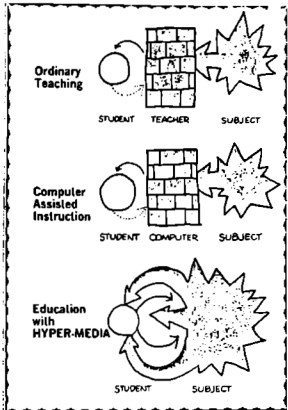 Ordinary
Teaching
STUDENT TEACHER SUBJECT
Computer
Assisted
Instruction
STUDENT COMPUTER SUBJECT
Education
with
HYPER-MEDIA
STUDENT SUBJECT